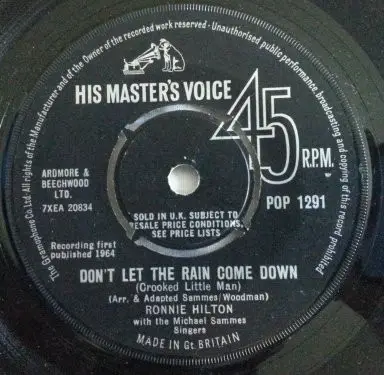 The Gramophone Co. Ltd. All rights of the Manufacturer and of the Owner of the recorded work reserved - Unauthorised public performance, broadcasting and copying of this record prohibited
HIS MASTER'S VOICE
45
R.P.M.
ARDMORE &
BEECHWOOD
LTD.
7XEA 20834
POP 1291
SOLD IN U.K. SUBJECT TO
RESALE PRICE CONDITIONS,
SEE PRICE LISTS
Recording first
published 1964
DON'T LET THE RAIN COME DOWN
(Crooked Little Man)
(Arr. & Adapted Sammes/Woodman)
RONNIE HILTON
with the Michael Sammes
Singers
MADE IN Gt. BRITAIN